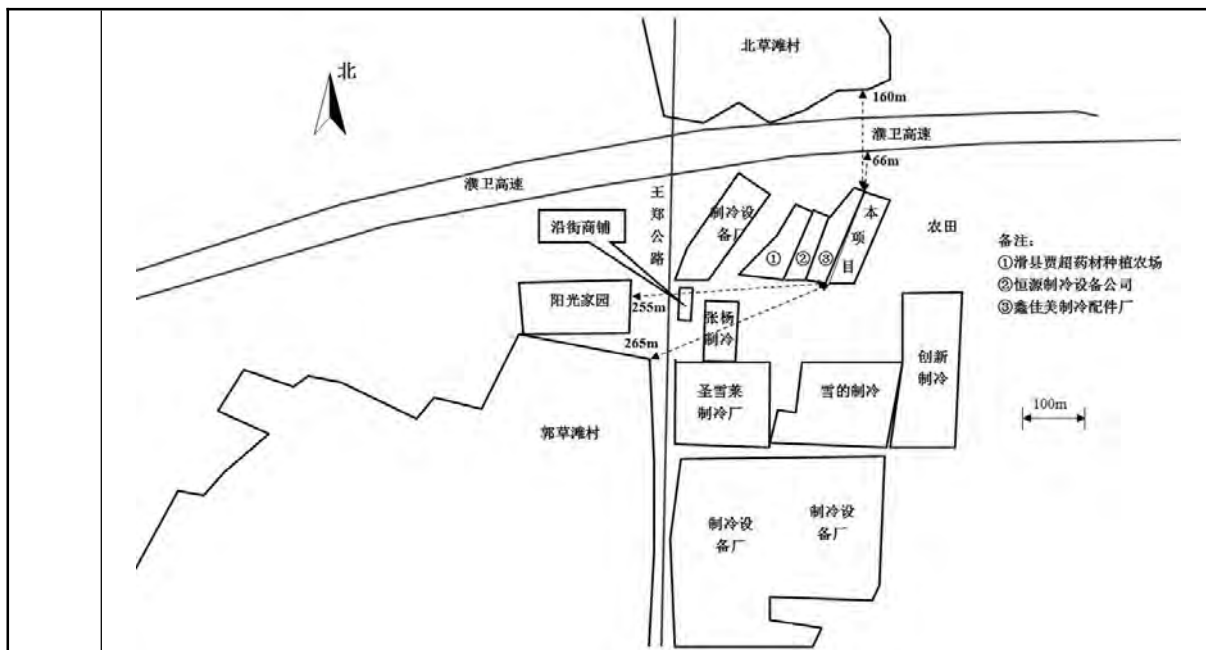 北草滩村
北
160m
濮卫高速
66m
濮卫高速
王郑公路
制冷设
备厂
本项目
农田
沿街商铺
①
②
③
备注：
①滑县贾超药材种植农场
②恒源制冷设备公司
③鑫佳美制冷配件厂
阳光家园
255m
张杨
制冷
265m
创新
制冷
圣雪莱
制冷厂
雪的制冷
100m
郭草滩村
制冷设
备厂
制冷设
备厂